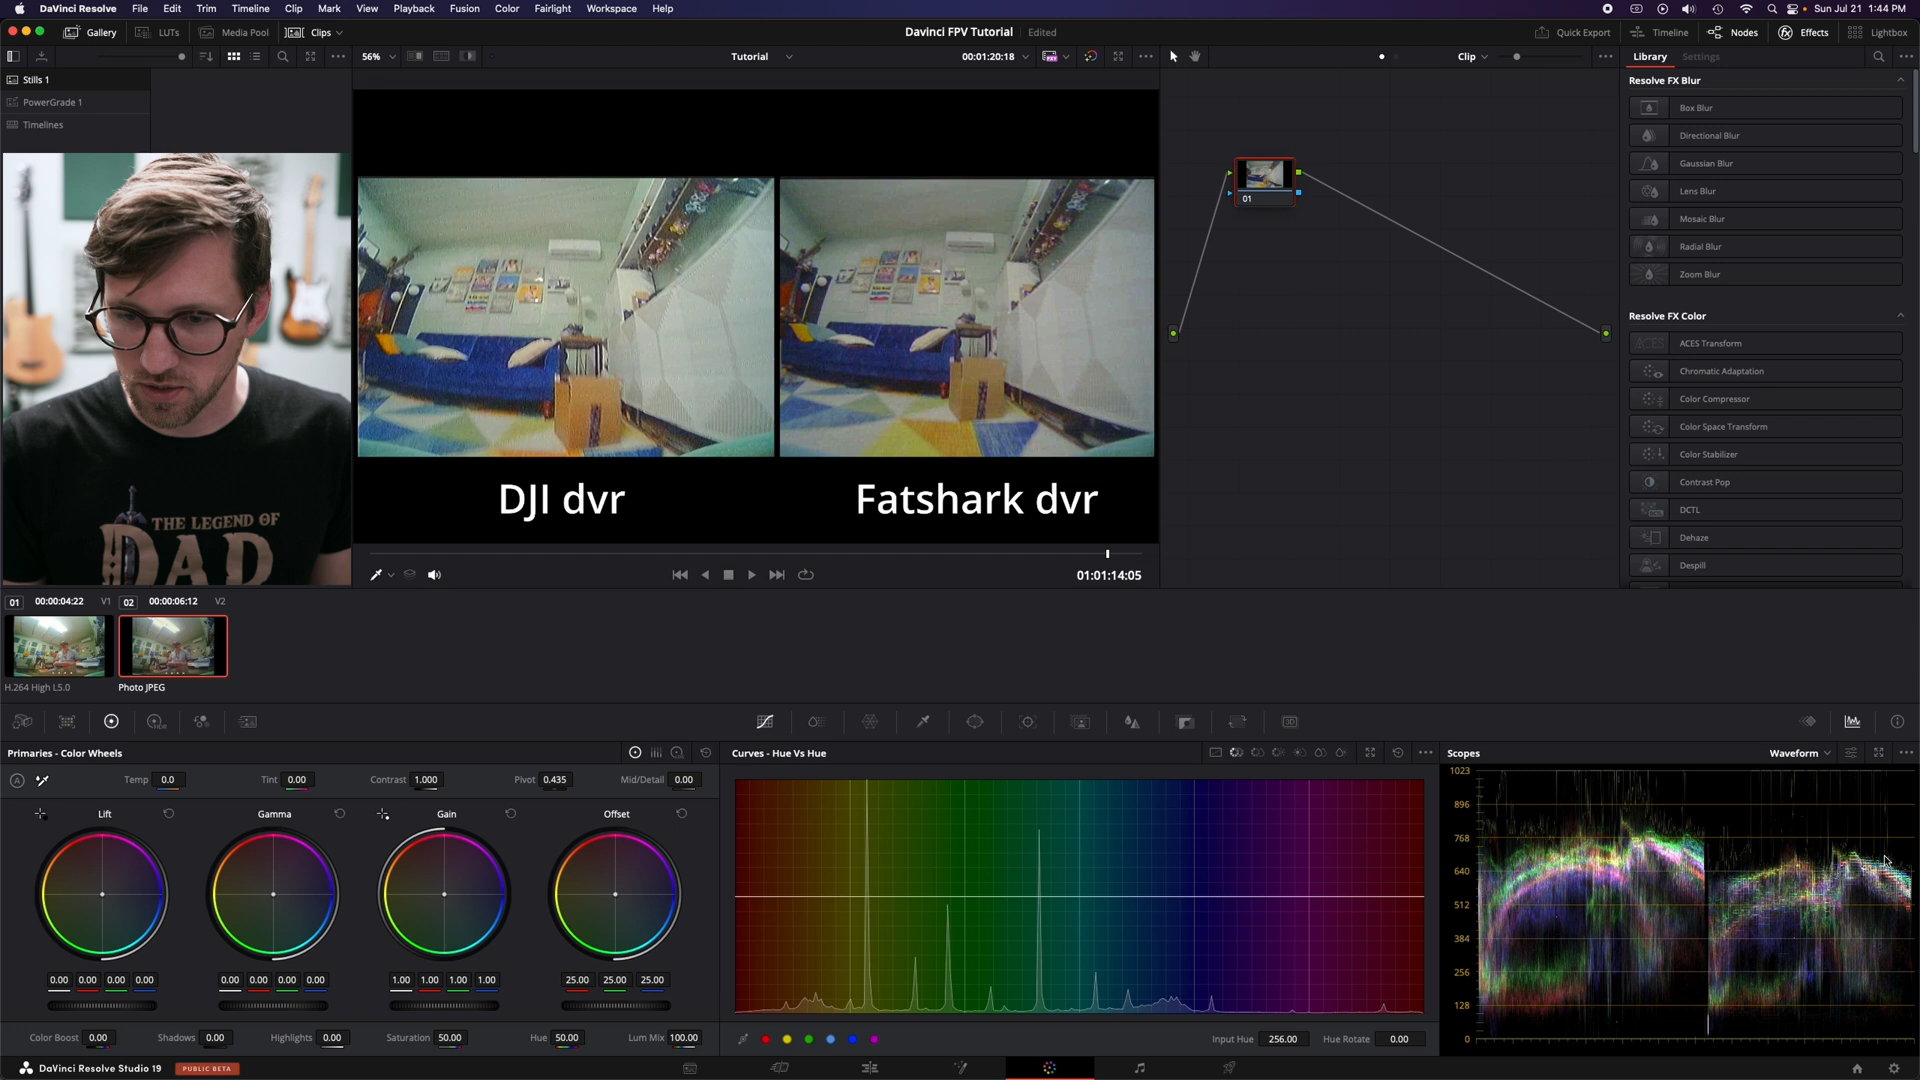 DaVinci Resolve File Edit Trim Timeline Clip Mark View Playback Fusion Color Fairlight Workspace Help Sun Jul 21 1:44 PM
Gallery LUTs Media Pool Clips Davinci FPV Tutorial Edited Quick Export Timeline Nodes Effects Lightbox
56% Tutorial 00:01:20:18 Clip Library Settings
Stills 1
PowerGrade 1
Timelines
Resolve FX Blur
Box Blur
Directional Blur
Gaussian Blur
Lens Blur
Mosaic Blur
Radial Blur
Zoom Blur
Resolve FX Color
ACES Transform
Chromatic Adaptation
Color Compressor
Color Space Transform
Color Stabilizer
Contrast Pop
DCTL
Dehaze
Despill
01
THE LEGEND OF
DAD
DJI dvr Fatshark dvr
01:01:14:05
01 00:00:04:22 V1 02 00:00:06:12 V2
H.264 High L5.0 Photo JPEG
Primaries - Color Wheels
Temp 0.0 Tint 0.00 Contrast 1.000 Pivot 0.435 Mid/Detail 0.00
Lift Gamma Gain Offset
0.00 0.00 0.00 0.00 0.00 0.00 0.00 0.00 1.00 1.00 1.00 1.00 25.00 25.00 25.00
Color Boost 0.00 Shadows 0.00 Highlights 0.00 Saturation 50.00 Hue 50.00 Lum Mix 100.00
Curves - Hue Vs Hue
Input Hue 256.00 Hue Rotate 0.00
Scopes Waveform
1023
896
768
640
512
384
256
128
0
DaVinci Resolve Studio 19 PUBLIC BETA